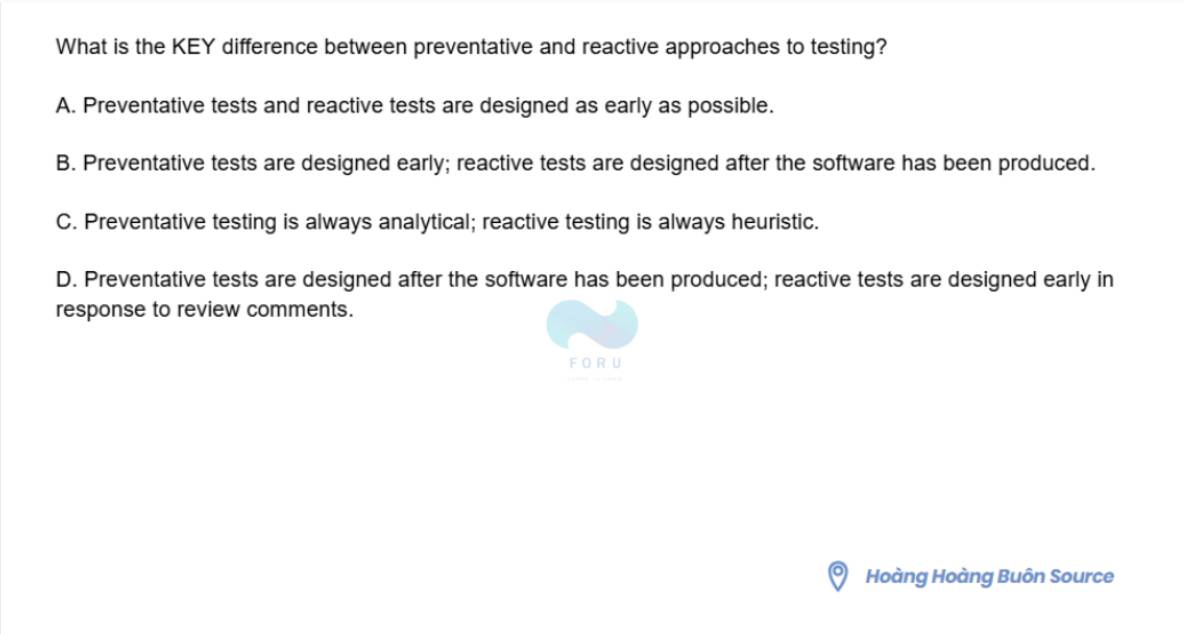 What is the KEY difference between preventative and reactive approaches to testing?
A. Preventative tests and reactive tests are designed as early as possible.
B. Preventative tests are designed early; reactive tests are designed after the software has been produced.
C. Preventative testing is always analytical; reactive testing is always heuristic.
D. Preventative tests are designed after the software has been produced; reactive tests are designed early in
response to review comments.
FORU
Hoàng Hoàng Buôn Source